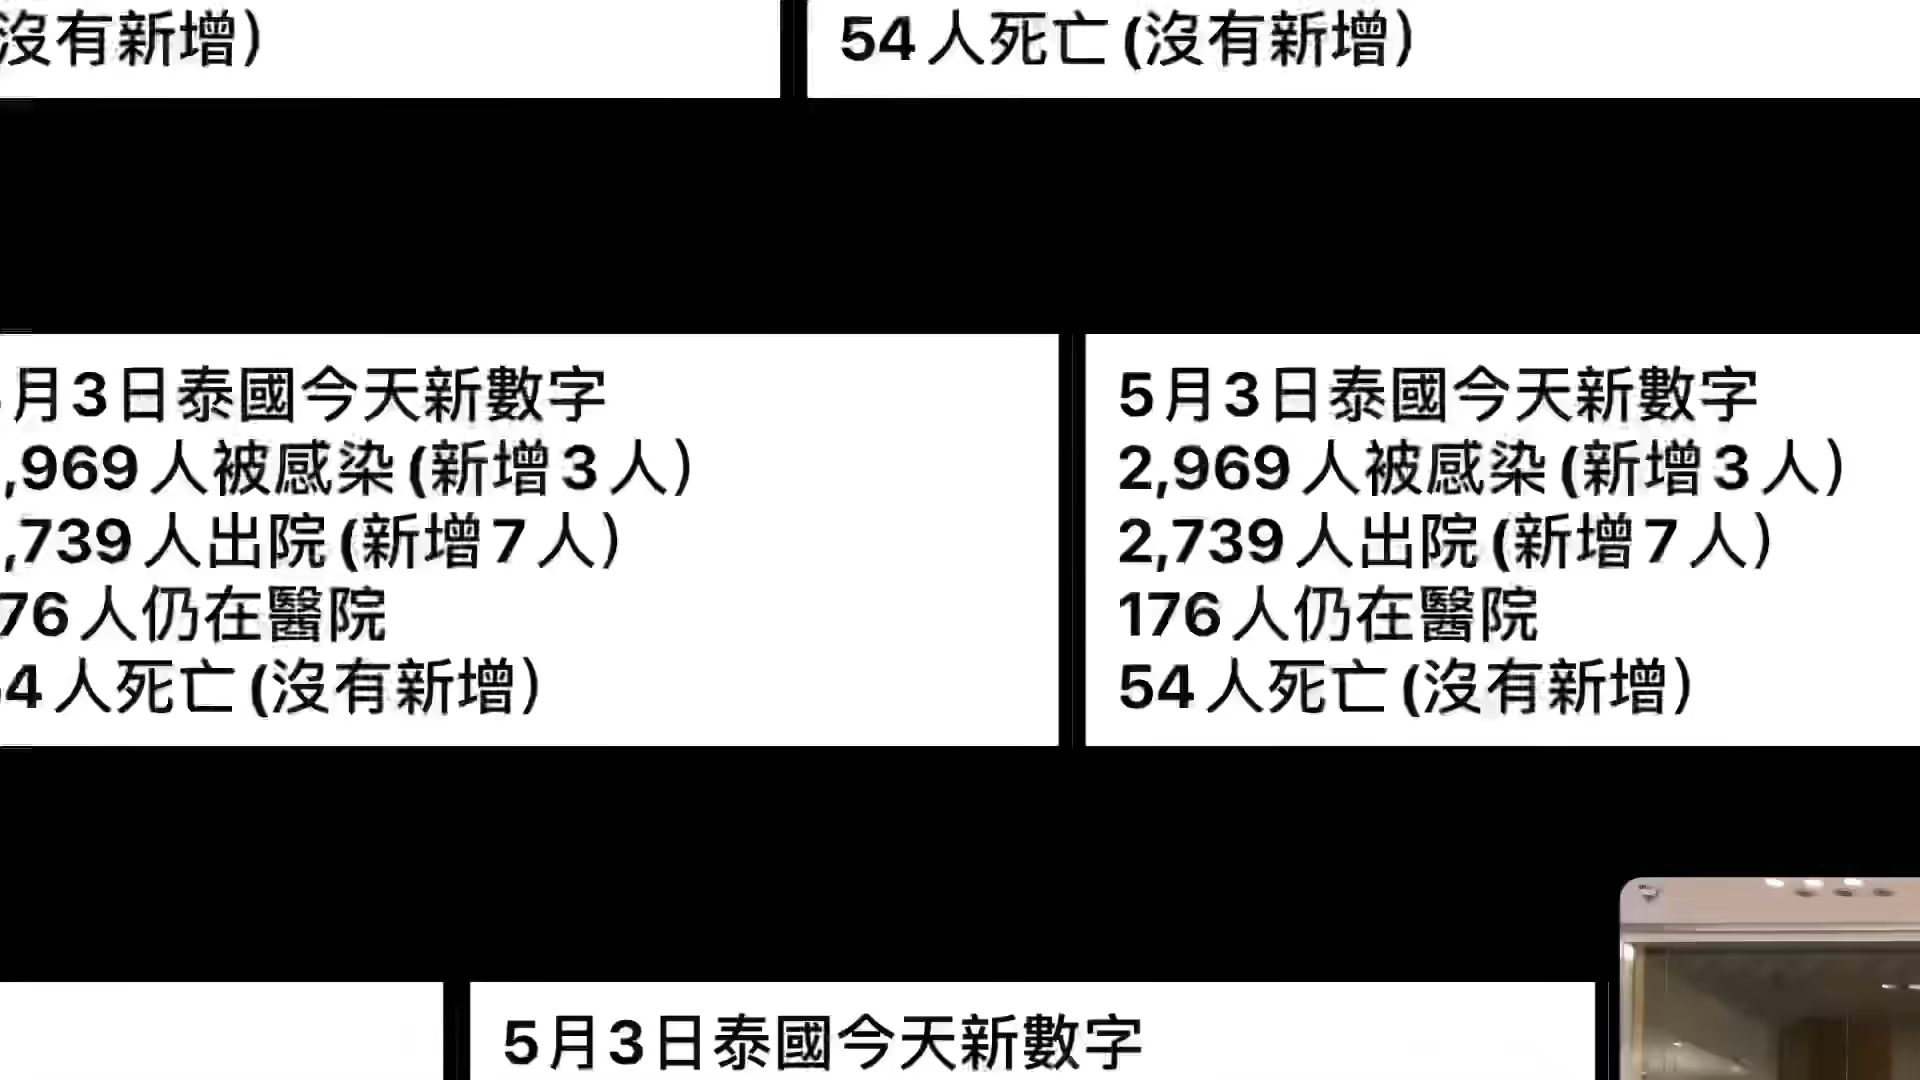 沒有新增)
54人死亡(沒有新增)
月3日泰國今天新數字
,969人被感染(新增3人)
,739人出院(新增7人)
76人仍在醫院
4人死亡(沒有新增)
5月3日泰國今天新數字
2,969人被感染(新增3人)
2,739人出院(新增7人)
176人仍在醫院
54人死亡(沒有新增)
5月3日泰國今天新數字